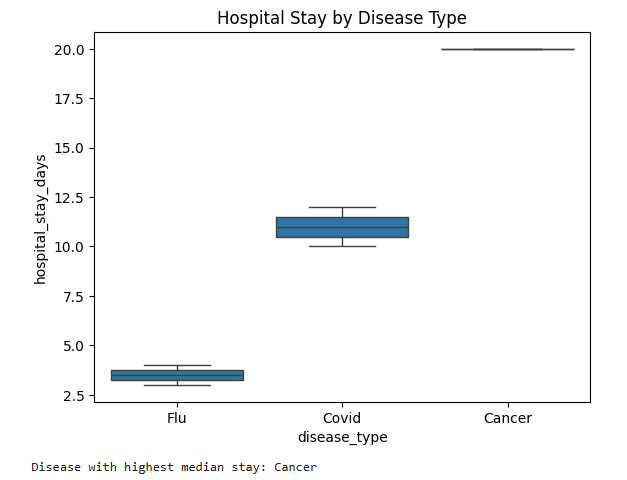 Hospital Stay by Disease Type
20.0
17.5
15.0
12.5
10.0
7.5
5.0
2.5
hospital_stay_days
Flu Covid Cancer
disease_type
Disease with highest median stay: Cancer